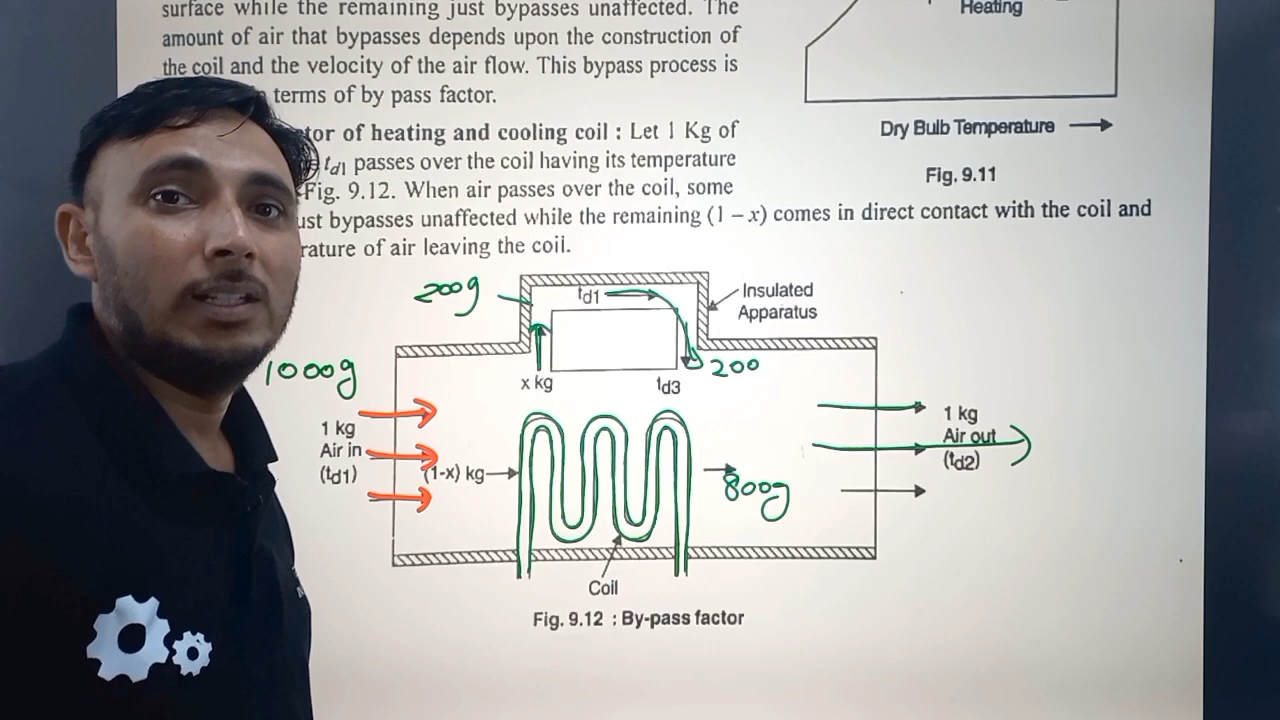 surface while the remaining just bypasses unaffected. The
amount of air that bypasses depends upon the construction of
the coil and the velocity of the air flow. This bypass process is
terms of by pass factor.
tor of heating and cooling coil : Let 1 Kg of
td1 passes over the coil having its temperature
Fig. 9.12. When air passes over the coil, some
ust bypasses unaffected while the remaining (1 – x) comes in direct contact with the coil and
rature of air leaving the coil.
Heating
Dry Bulb Temperature
Fig. 9.11
200g
td1
Insulated
Apparatus
1000g
x kg
td3
200
1 kg
Air in
(td1)
(1-x) kg
800g
1 kg
Air out
(td2)
Coil
Fig. 9.12 : By-pass factor